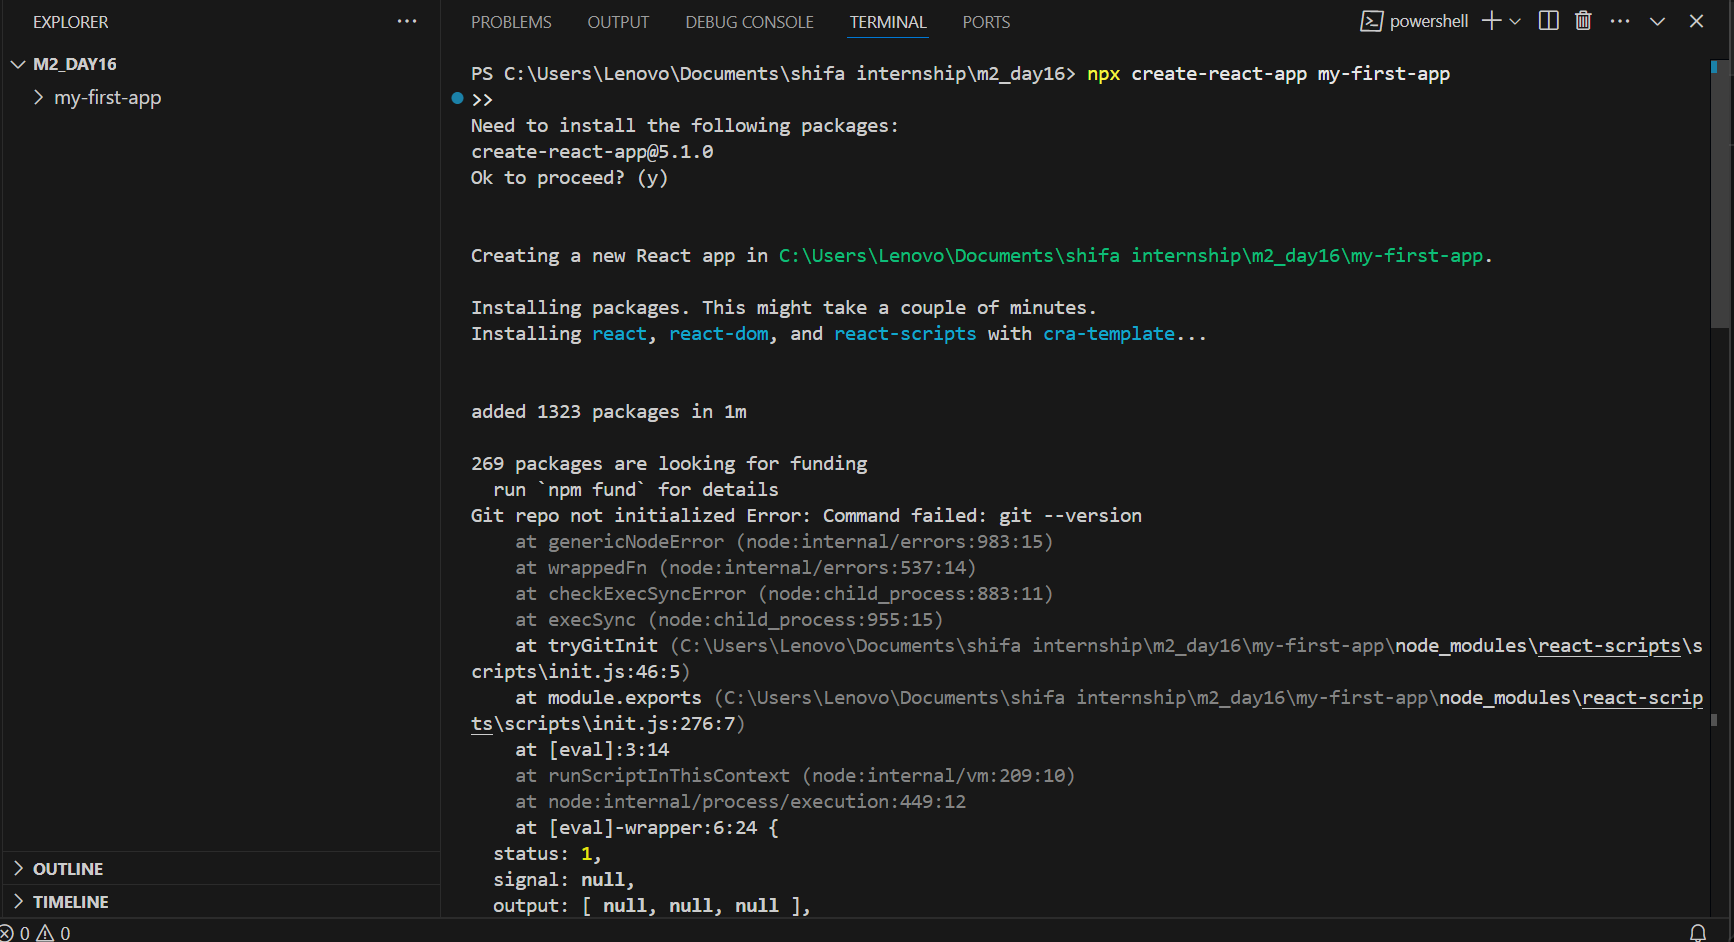 EXPLORER
M2_DAY16
my-first-app
OUTLINE
TIMELINE
0 0
PROBLEMS OUTPUT DEBUG CONSOLE TERMINAL PORTS
powershell
PS C:\Users\Lenovo\Documents\shifa internship\m2_day16> npx create-react-app my-first-app
>>
Need to install the following packages:
create-react-app@5.1.0
Ok to proceed? (y)
Creating a new React app in C:\Users\Lenovo\Documents\shifa internship\m2_day16\my-first-app.
Installing packages. This might take a couple of minutes.
Installing react, react-dom, and react-scripts with cra-template...
added 1323 packages in 1m
269 packages are looking for funding
  run `npm fund` for details
Git repo not initialized Error: Command failed: git --version
    at genericNodeError (node:internal/errors:983:15)
    at wrappedFn (node:internal/errors:537:14)
    at checkExecSyncError (node:child_process:883:11)
    at execSync (node:child_process:955:15)
    at tryGitInit (C:\Users\Lenovo\Documents\shifa internship\m2_day16\my-first-app\node_modules\react-scripts\s
cripts\init.js:46:5)
    at module.exports (C:\Users\Lenovo\Documents\shifa internship\m2_day16\my-first-app\node_modules\react-scrip
ts\scripts\init.js:276:7)
    at [eval]:3:14
    at runScriptInThisContext (node:internal/vm:209:10)
    at node:internal/process/execution:449:12
    at [eval]-wrapper:6:24 {
  status: 1,
  signal: null,
  output: [ null, null, null ],